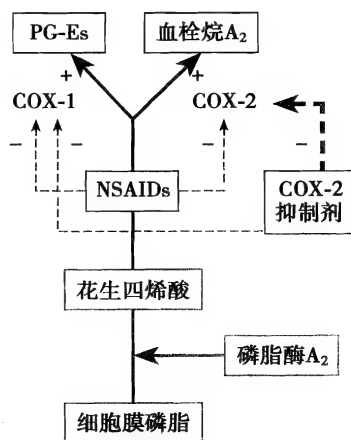 PG-Es
血栓烷A₂
+
+
COX-1
COX-2
−
−
−
−
NSAIDs
COX-2
抑制剂
花生四烯酸
磷脂酶A₂
细胞膜磷脂